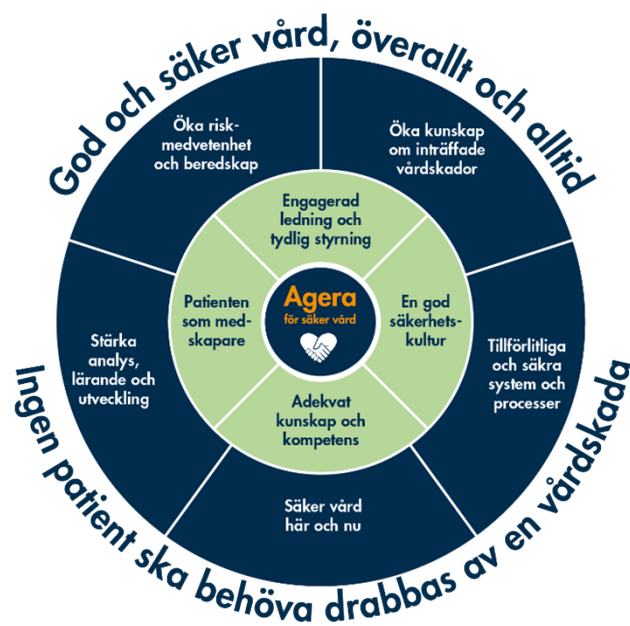 God och säker vård, överallt och alltid
Öka risk-
medvetenhet
och beredskap
Öka kunskap
om inträffade
vårdskador
Engagerad
ledning och
tydlig styrning
Patienten
som med-
skapare
Agera
för säker vård
En god
säkerhets-
kultur
Stärka
analys,
lärande och
utveckling
Tillförlitliga
och säkra
system och
processer
Adekvat
kunskap och
kompetens
Säker vård
här och nu
Ingen patient ska behöva drabbas av en vårdskada